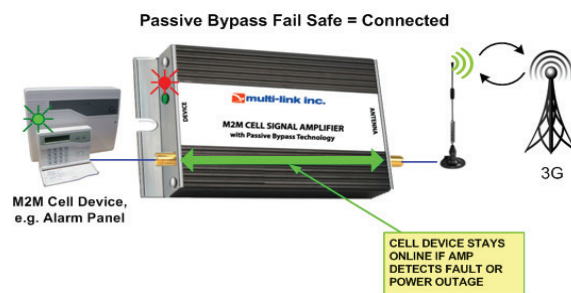 Passive Bypass Fail Safe = Connected
multi-link inc.
DEVICE
ANTENNA
M2M CELL SIGNAL AMPLIFIER
with Passive Bypass Technology
M2M Cell Device,
e.g. Alarm Panel
3G
CELL DEVICE STAYS
ONLINE IF AMP
DETECTS FAULT OR
POWER OUTAGE